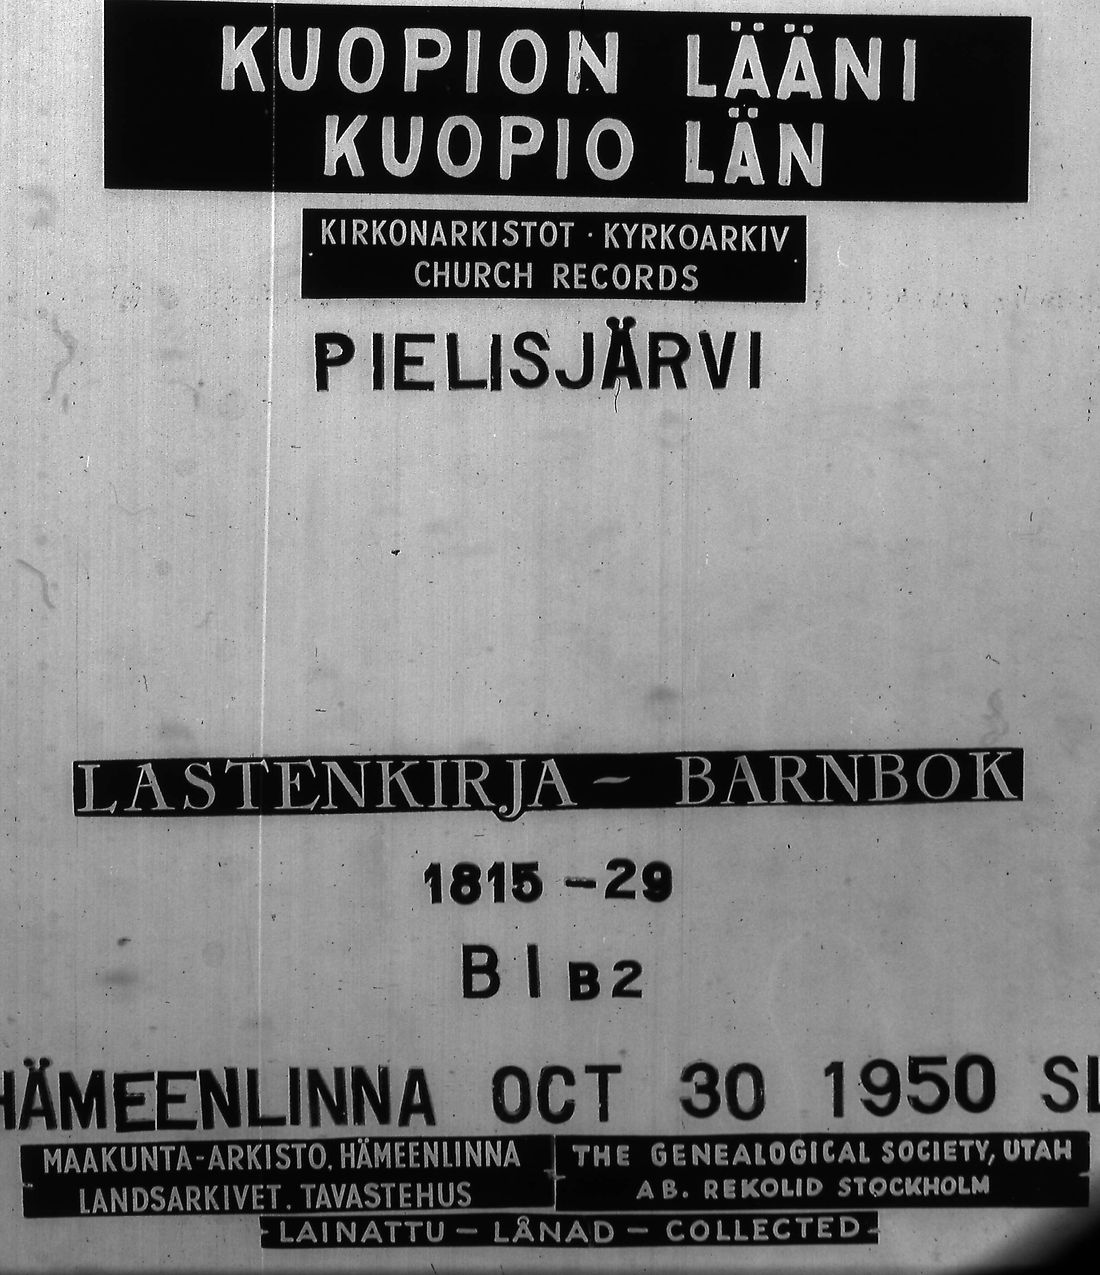 KUOPION LÄÄNI
KUOPIO LÄN
KIRKONARKISTOT · KYRKOARKIV
CHURCH RECORDS
PIELISJÄRVI
LASTENKIRJA - BARNBOK
1815 - 29
B I B2
HÄMEENLINNA OCT 30 1950 SL
MAAKUNTA-ARKISTO, HÄMEENLINNA
LANDSARKIVET, TAVASTEHUS
THE GENEALOGICAL SOCIETY, UTAH
AB. REKOLID STOCKHOLM
LAINATTU - LÅNAD - COLLECTED